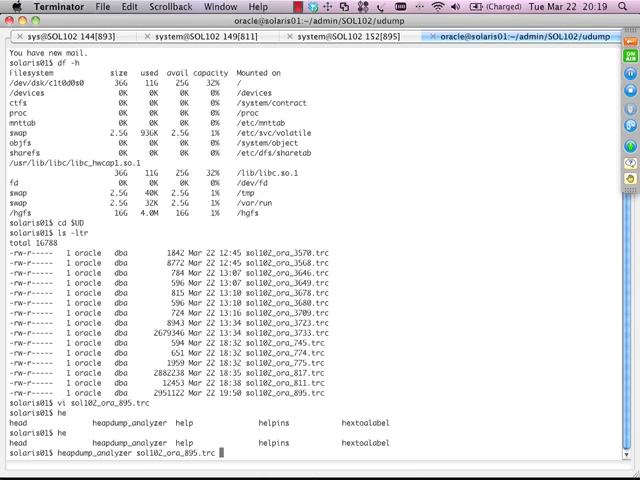 Terminator File Edit Scrollback Window Help (Charged) Tue Mar 22 20:19
oracle@solaris01:~/admin/SOL102/udump
sys@SOL102 144[893] system@SOL102 149[811] system@SOL102 152[895] oracle@solaris01:~/admin/SOL102/udump
You have new mail.
solaris01$ df -h
Filesystem size used avail capacity Mounted on
/dev/dsk/c1t0d0s0 36G 11G 25G 32% /
/devices 0K 0K 0K 0% /devices
ctfs 0K 0K 0K 0% /system/contract
proc 0K 0K 0K 0% /proc
mnttab 0K 0K 0K 0% /etc/mnttab
swap 2.5G 936K 2.5G 1% /etc/svc/volatile
objfs 0K 0K 0K 0% /system/object
sharefs 0K 0K 0K 0% /etc/dfs/sharetab
/usr/lib/libc/libc_hwcap1.so.1
36G 11G 25G 32% /lib/libc.so.1
fd 0K 0K 0K 0% /dev/fd
swap 2.5G 40K 2.5G 1% /tmp
swap 2.5G 32K 2.5G 1% /var/run
/hgfs 16G 4.0M 16G 1% /hgfs
solaris01$ cd $UD
solaris01$ ls -ltr
total 16788
-rw-r----- 1 oracle dba 1842 Mar 22 12:45 sol102_ora_3570.trc
-rw-r----- 1 oracle dba 8772 Mar 22 12:45 sol102_ora_3568.trc
-rw-r----- 1 oracle dba 784 Mar 22 13:07 sol102_ora_3646.trc
-rw-r----- 1 oracle dba 596 Mar 22 13:07 sol102_ora_3649.trc
-rw-r----- 1 oracle dba 815 Mar 22 13:10 sol102_ora_3678.trc
-rw-r----- 1 oracle dba 596 Mar 22 13:10 sol102_ora_3680.trc
-rw-r----- 1 oracle dba 724 Mar 22 13:16 sol102_ora_3709.trc
-rw-r----- 1 oracle dba 8943 Mar 22 13:34 sol102_ora_3723.trc
-rw-r----- 1 oracle dba 2679346 Mar 22 13:34 sol102_ora_3733.trc
-rw-r----- 1 oracle dba 594 Mar 22 18:32 sol102_ora_745.trc
-rw-r----- 1 oracle dba 651 Mar 22 18:32 sol102_ora_774.trc
-rw-r----- 1 oracle dba 1959 Mar 22 18:32 sol102_ora_775.trc
-rw-r----- 1 oracle dba 2882238 Mar 22 18:35 sol102_ora_817.trc
-rw-r----- 1 oracle dba 12453 Mar 22 18:38 sol102_ora_811.trc
-rw-r----- 1 oracle dba 2951122 Mar 22 19:50 sol102_ora_895.trc
solaris01$ vi sol102_ora_895.trc
solaris01$ he
head heapdump_analyzer help helpins hextoalabel
solaris01$ he
head heapdump_analyzer help helpins hextoalabel
solaris01$ heapdump_analyzer sol102_ora_895.trc
ON AIR